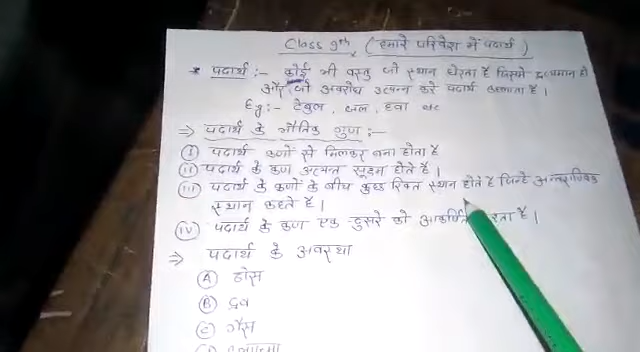 Class 9th (हमारे परिवेश में पदार्थ)
* पदार्थ :- कोई भी वस्तु जो स्थान घेरता है जिसमे द्रव्यमान हो
और जो अवरोध उत्पन्न करे पदार्थ कहलाता है।
Eg:- टेबुल, जल, हवा etc
⇒ पदार्थ के भौतिक गुण :-
(I) पदार्थ कणों से मिलकर बना होता है
(II) पदार्थ के कण अत्यन्त सूक्ष्म होते है।
(III) पदार्थ के कणों के बीच कुछ रिक्त स्थान होते है जिन्हे
स्थान कहते है।
(IV) पदार्थ के कण एक दुसरे को है।
⇒ पदार्थ के अवस्था
(A) ठोस
(B) द्रव
(C) गैस